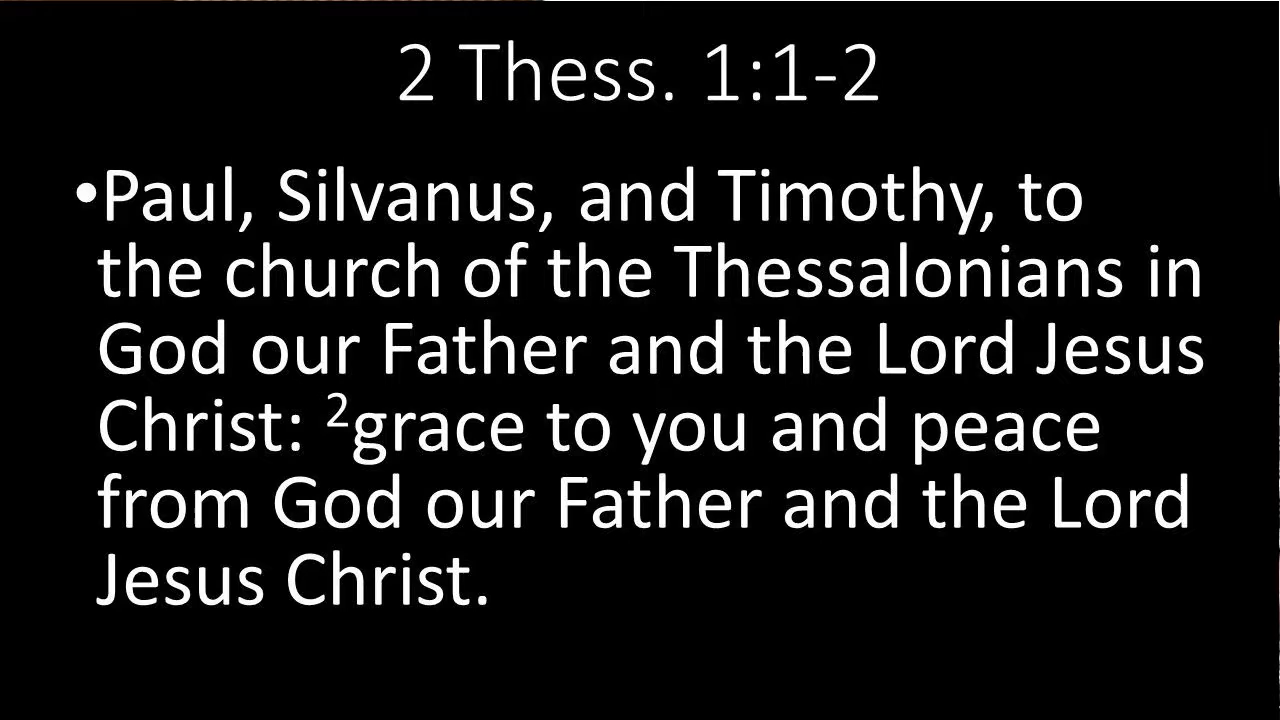 2 Thess. 1:1-2
•Paul, Silvanus, and Timothy, to
the church of the Thessalonians in
God our Father and the Lord Jesus
Christ: ²grace to you and peace
from God our Father and the Lord
Jesus Christ.